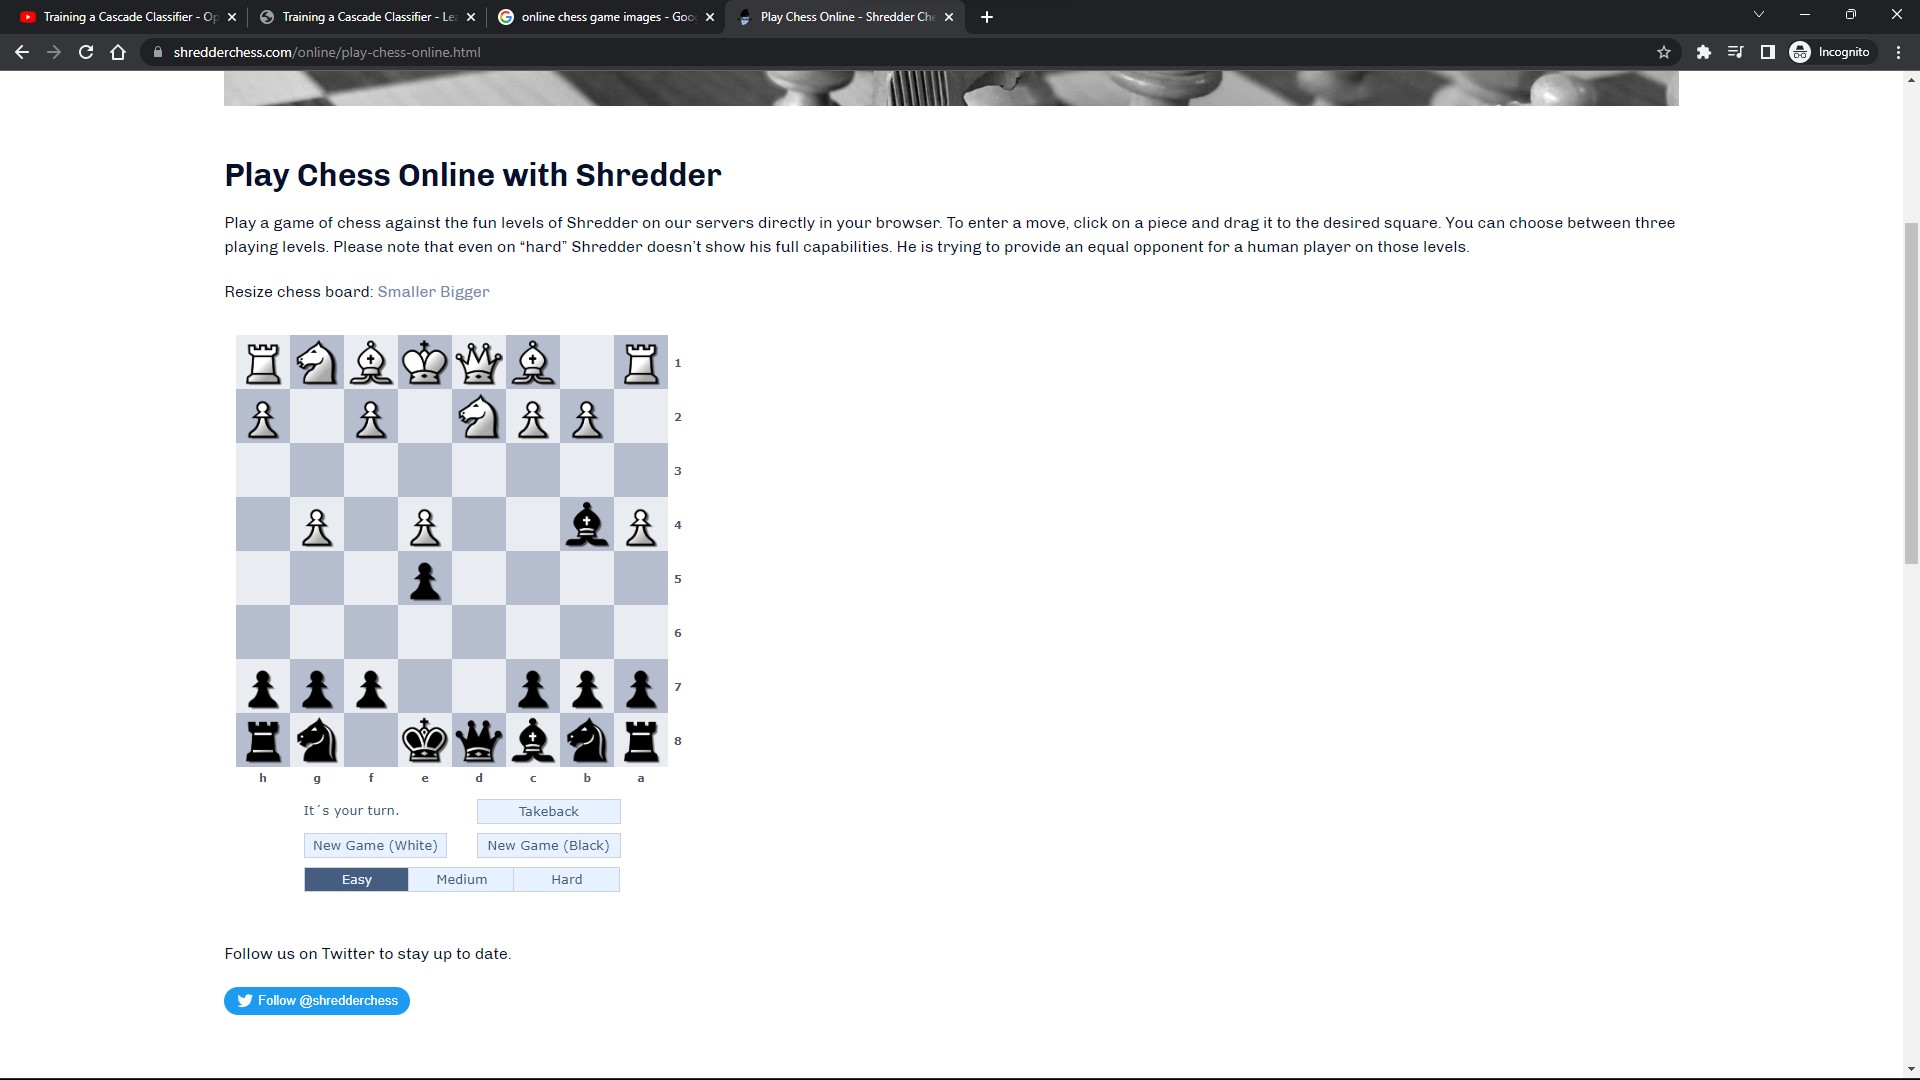 Training a Cascade Classifier - Op
Training a Cascade Classifier - Le
online chess game images - Goo
Play Chess Online - Shredder Che
shredderchess.com/online/play-chess-online.html
Incognito
Play Chess Online with Shredder
Play a game of chess against the fun levels of Shredder on our servers directly in your browser. To enter a move, click on a piece and drag it to the desired square. You can choose between three
playing levels. Please note that even on “hard” Shredder doesn’t show his full capabilities. He is trying to provide an equal opponent for a human player on those levels.
Resize chess board: Smaller Bigger
1
2
3
4
5
6
7
8
h g f e d c b a
It´s your turn.
Takeback
New Game (White)
New Game (Black)
Easy
Medium
Hard
Follow us on Twitter to stay up to date.
Follow @shredderchess